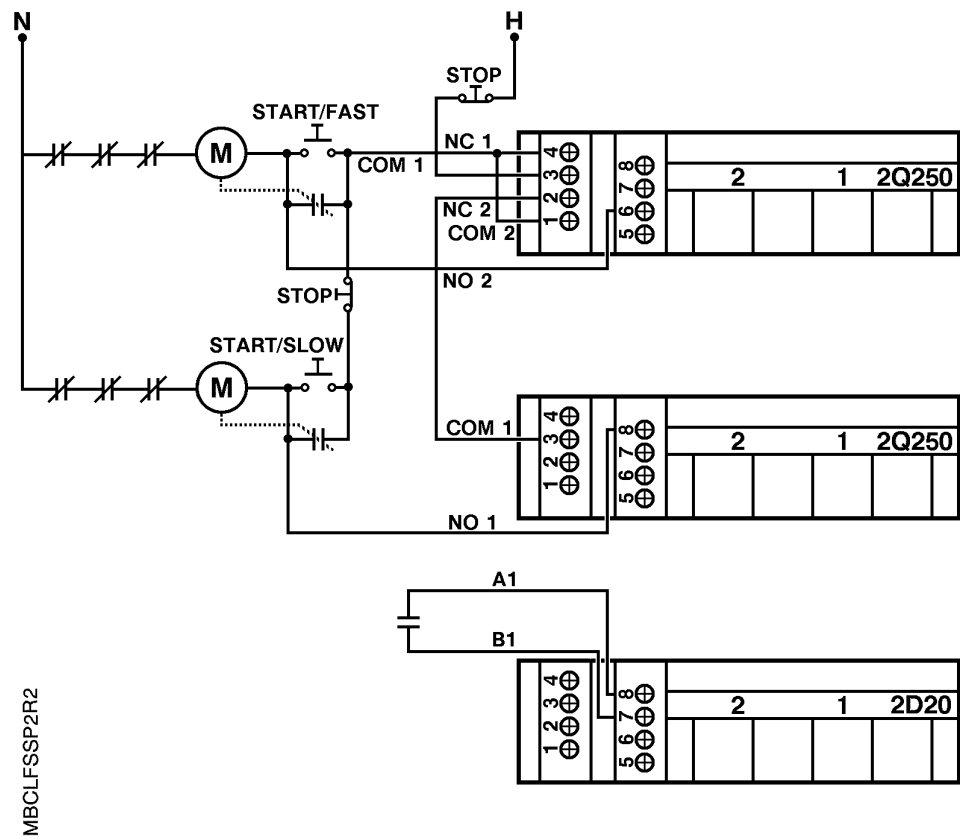 N
H
STOP
START/FAST
M
NC 1
COM 1
NC 2
COM 2
NO 2
4
3
2
1
8
7
6
5
2 1 2Q250
STOP
START/SLOW
M
COM 1
NO 1
4
3
2
1
8
7
6
5
2 1 2Q250
A1
B1
4
3
2
1
8
7
6
5
2 1 2D20
MBCLFSSP2R2